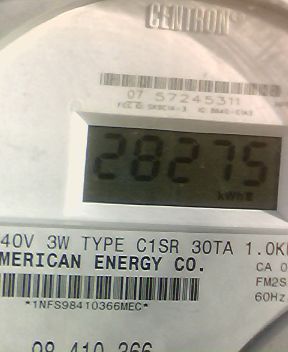 CENTRON®
07 57245311
28275
kWh
40V 3W TYPE C1SR 30TA 1.0K
MERICAN ENERGY CO.
CA 0
FM2S
60Hz
*1NFS98410366MEC*
98 410 366